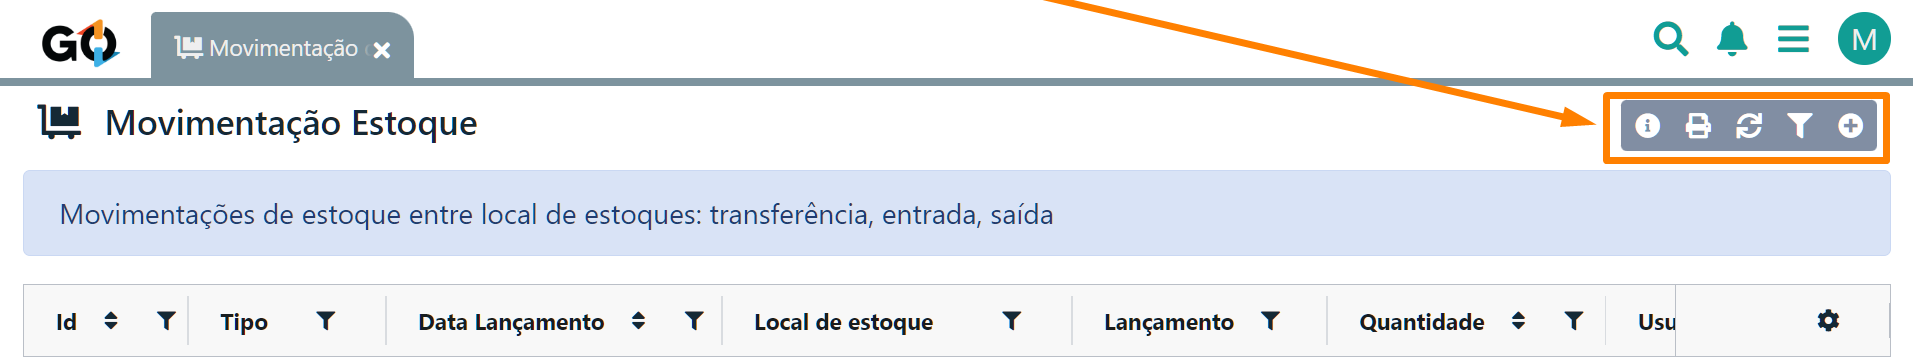 GO
Movimentação
M
Movimentação Estoque
Movimentações de estoque entre local de estoques: transferência, entrada, saída
Id Tipo Data Lançamento Local de estoque Lançamento Quantidade Usu